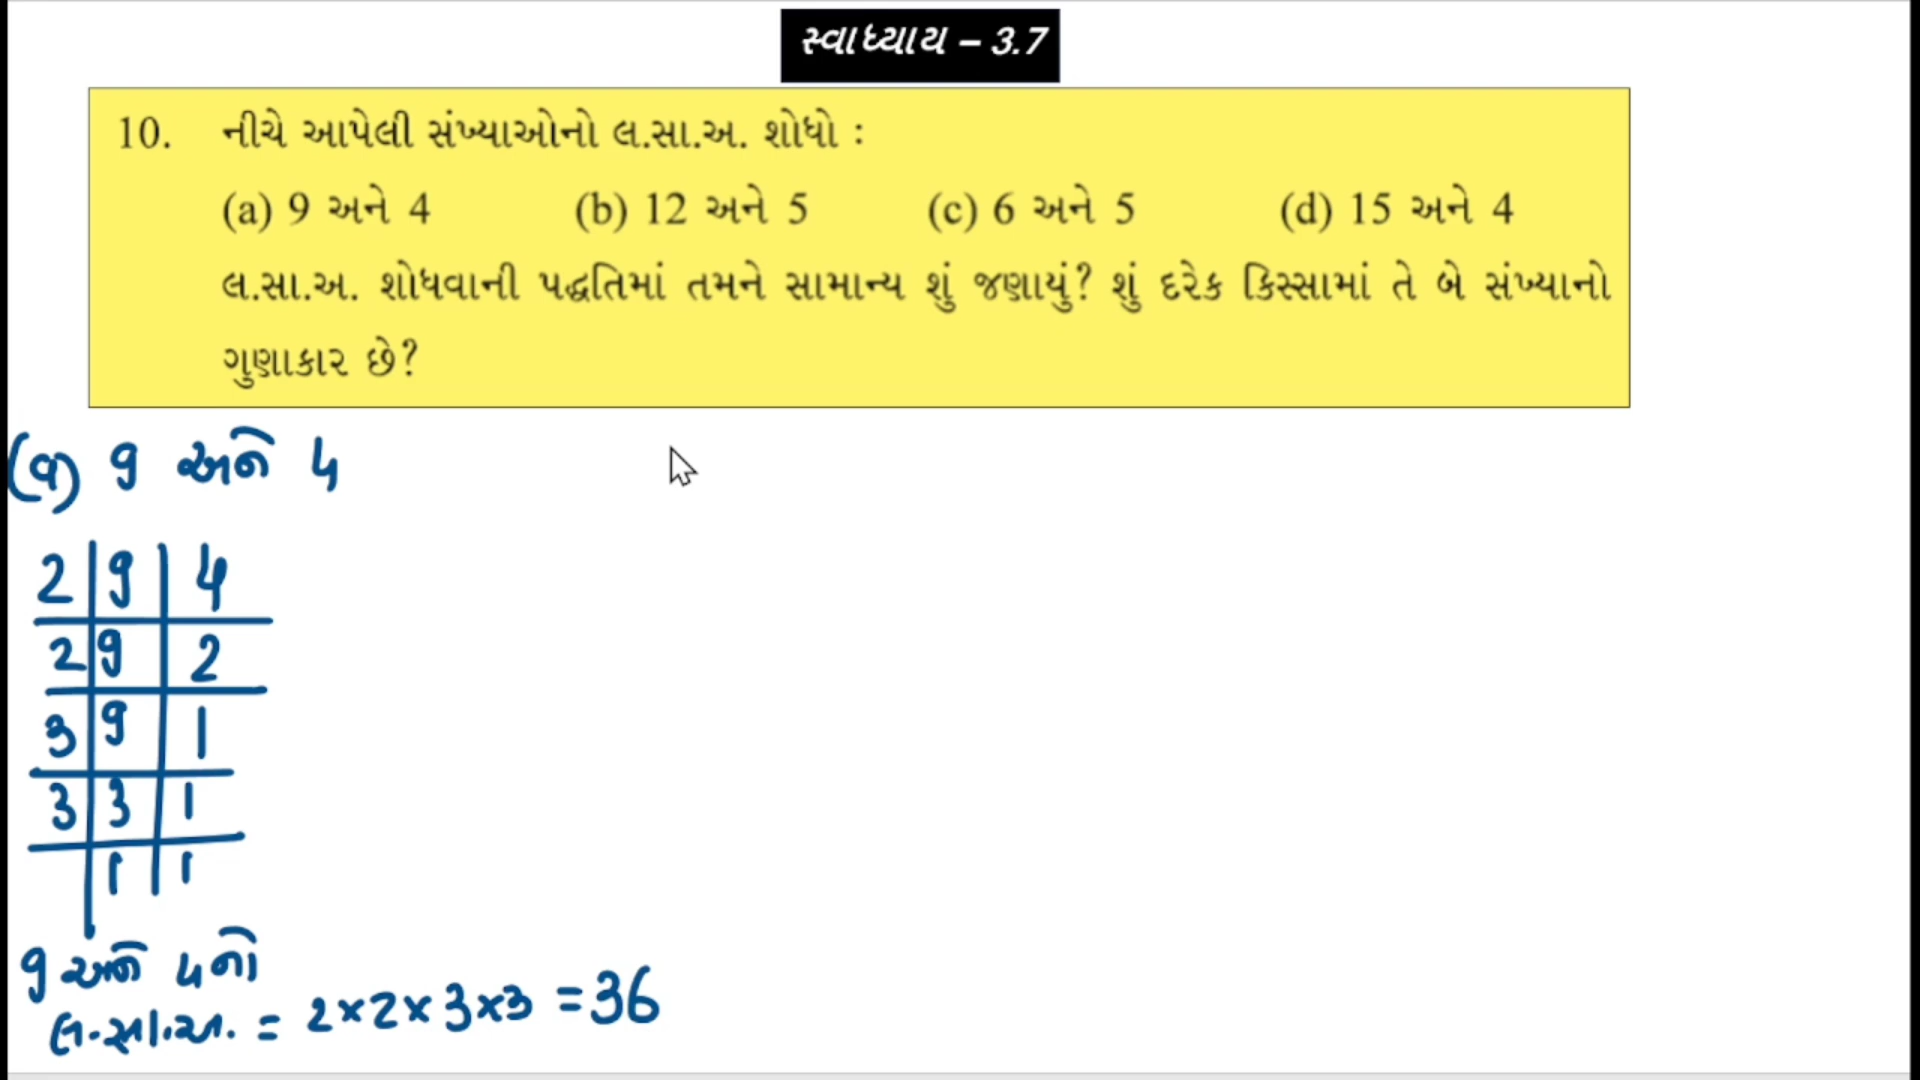 સ્વાધ્યાય – 3.7
10. નીચે આપેલી સંખ્યાઓનો લ.સા.અ. શોધો :
(a) 9 અને 4 (b) 12 અને 5 (c) 6 અને 5 (d) 15 અને 4
લ.સા.અ. શોધવાની પદ્ધતિમાં તમને સામાન્ય શું જણાયું? શું દરેક કિસ્સામાં તે બે સંખ્યાનો
ગુણાકાર છે?
(a) 9 અને 4
2 9 4
2 9 2
3 9 1
3 3 1
1 1
9 અને 4નો
લ.સા.અ. = 2×2×3×3 = 36